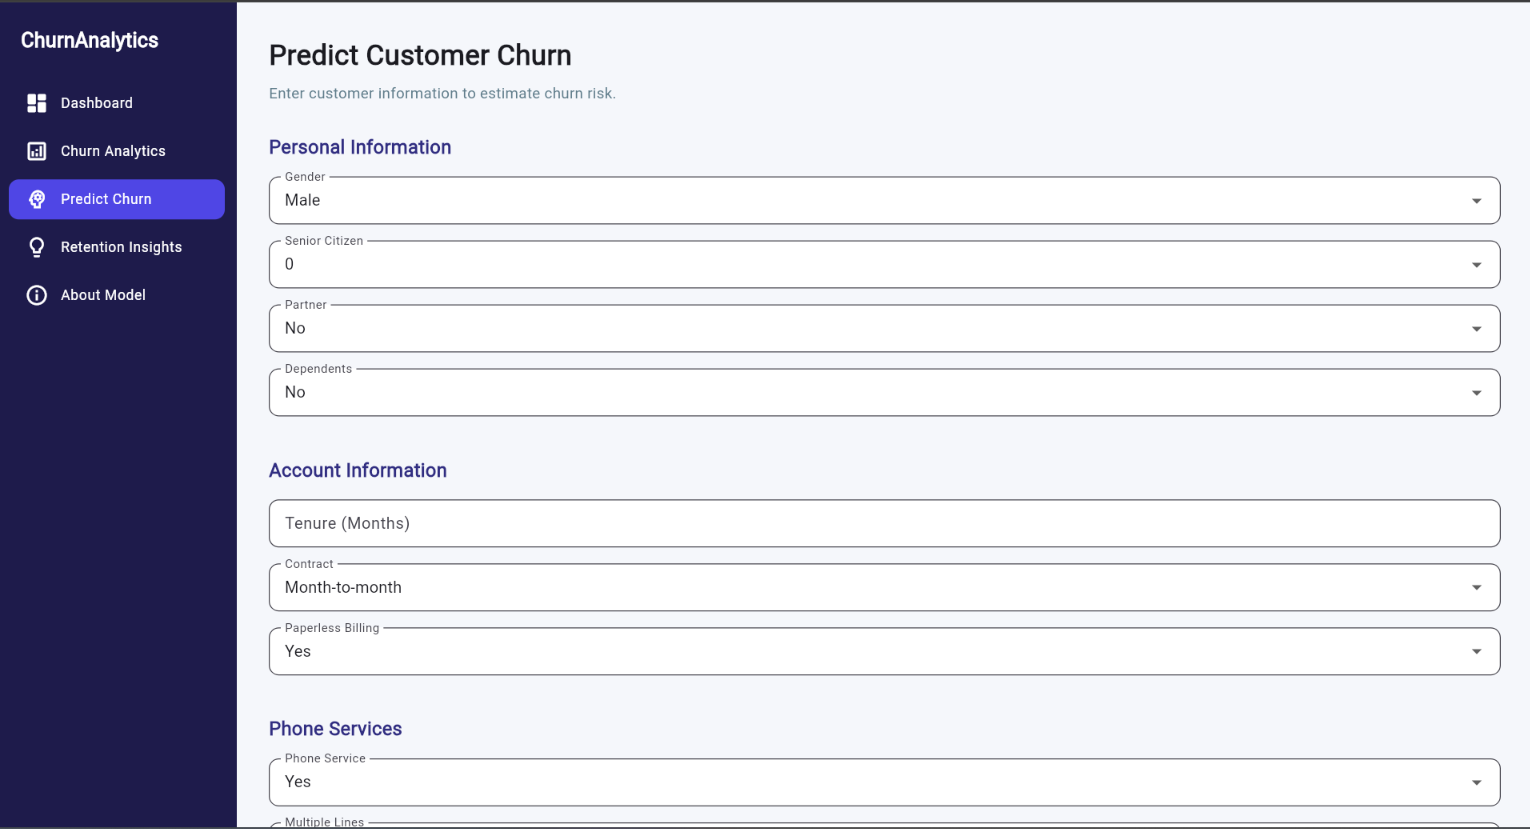 ChurnAnalytics
Dashboard
Churn Analytics
Predict Churn
Retention Insights
About Model
Predict Customer Churn
Enter customer information to estimate churn risk.
Personal Information
Gender
Male
Senior Citizen
0
Partner
No
Dependents
No
Account Information
Tenure (Months)
Contract
Month-to-month
Paperless Billing
Yes
Phone Services
Phone Service
Yes
Multiple Lines